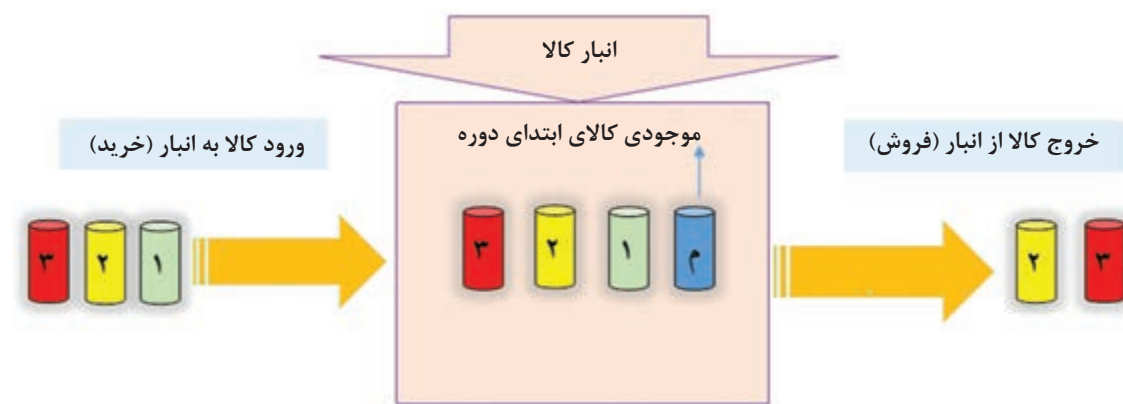 انبار کالا
خروج کالا از انبار (فروش)
موجودی کالای ابتدای دوره
ورود کالا به انبار (خرید)
۳ ۲
م ۱ ۲ ۳
۱ ۲ ۳